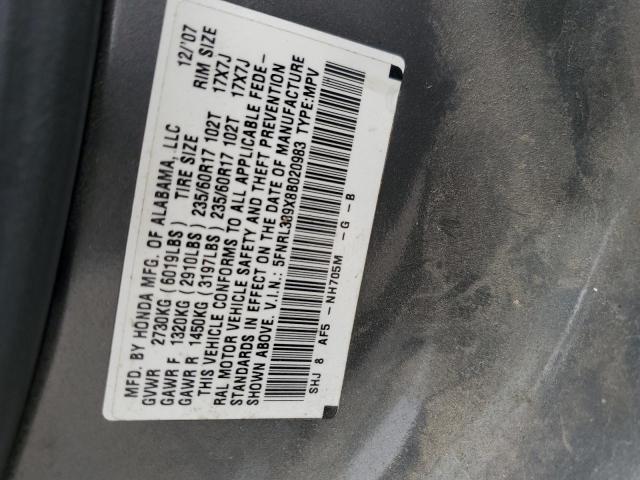 MFD. BY HONDA MFG. OF ALABAMA, LLC 12/'07
GVWR 2730KG (6019LBS) TIRE SIZE RIM SIZE
GAWR F 1320KG (2910LBS) 235/60R17 102T 17X7J
GAWR R 1450KG (3197LBS) 235/60R17 102T 17X7J
THIS VEHICLE CONFORMS TO ALL APPLICABLE FEDE-
RAL MOTOR VEHICLE SAFETY AND THEFT PREVENTION
STANDARDS IN EFFECT ON THE DATE OF MANUFACTURE
SHOWN ABOVE. V.I.N.: 5FNRL389X8B020983 TYPE:MPV
SHJ 8 AF5 -NH705M -G -B